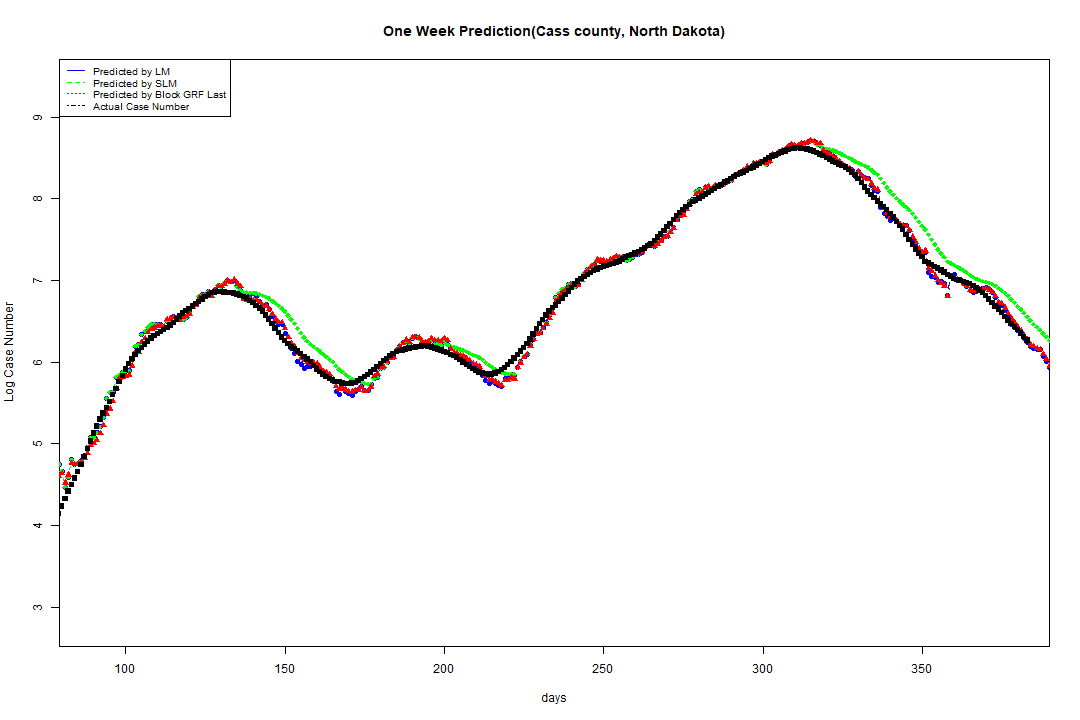 One Week Prediction(Cass county, North Dakota)
Predicted by LM
Predicted by SLM
Predicted by Block GRF Last
Actual Case Number
9
8
7
6
5
4
3
Log Case Number
100 150 200 250 300 350
days